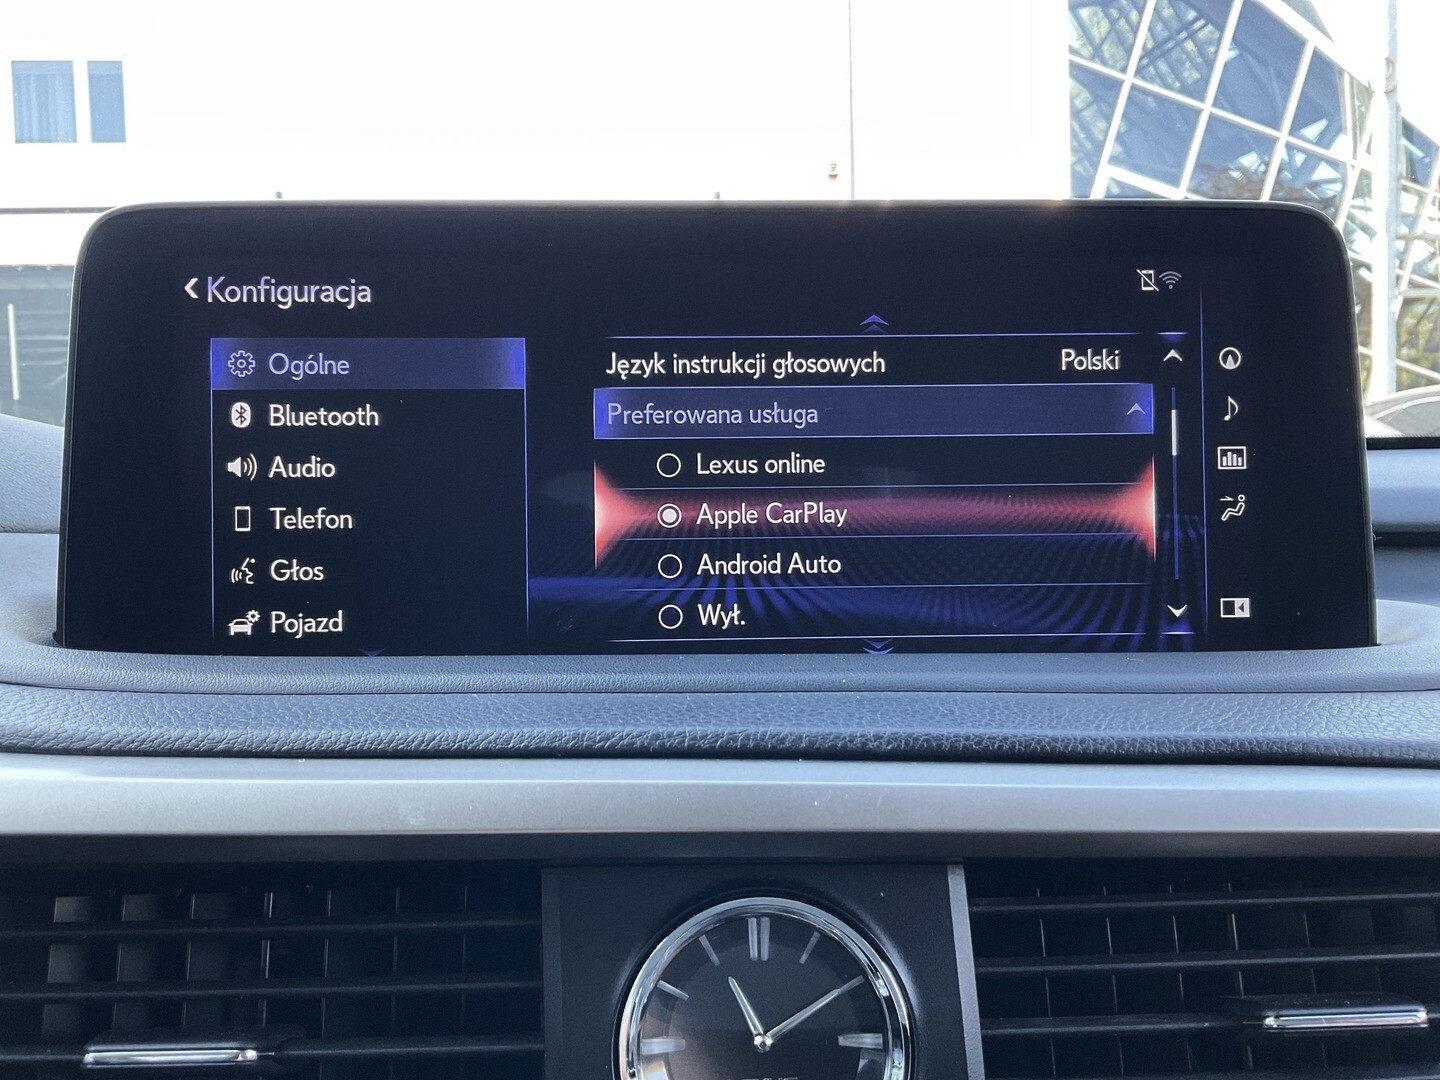 Konfiguracja
Ogólne
Bluetooth
Audio
Telefon
Głos
Pojazd
Język instrukcji głosowych Polski
Preferowana usługa
Lexus online
Apple CarPlay
Android Auto
Wył.